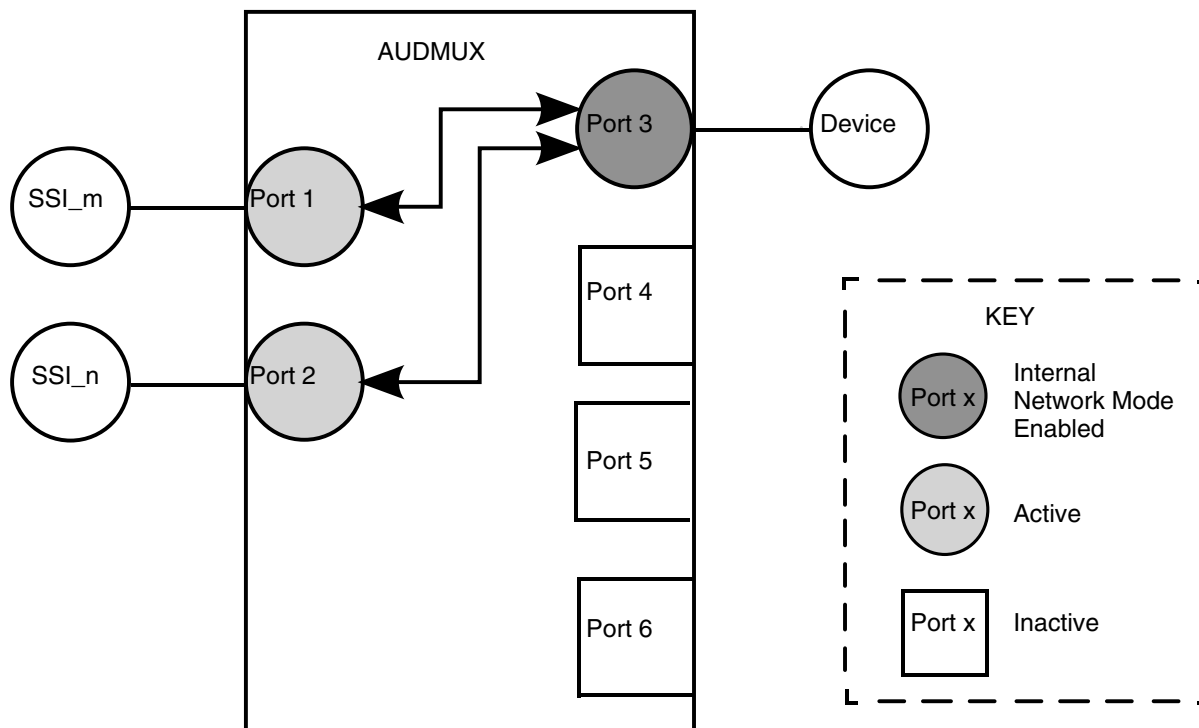 AUDMUX
Port 3
Device
SSI_m
Port 1
Port 4
KEY
SSI_n
Port 2
Port x
Internal
Network Mode
Enabled
Port 5
Port x
Active
Port 6
Port x
Inactive